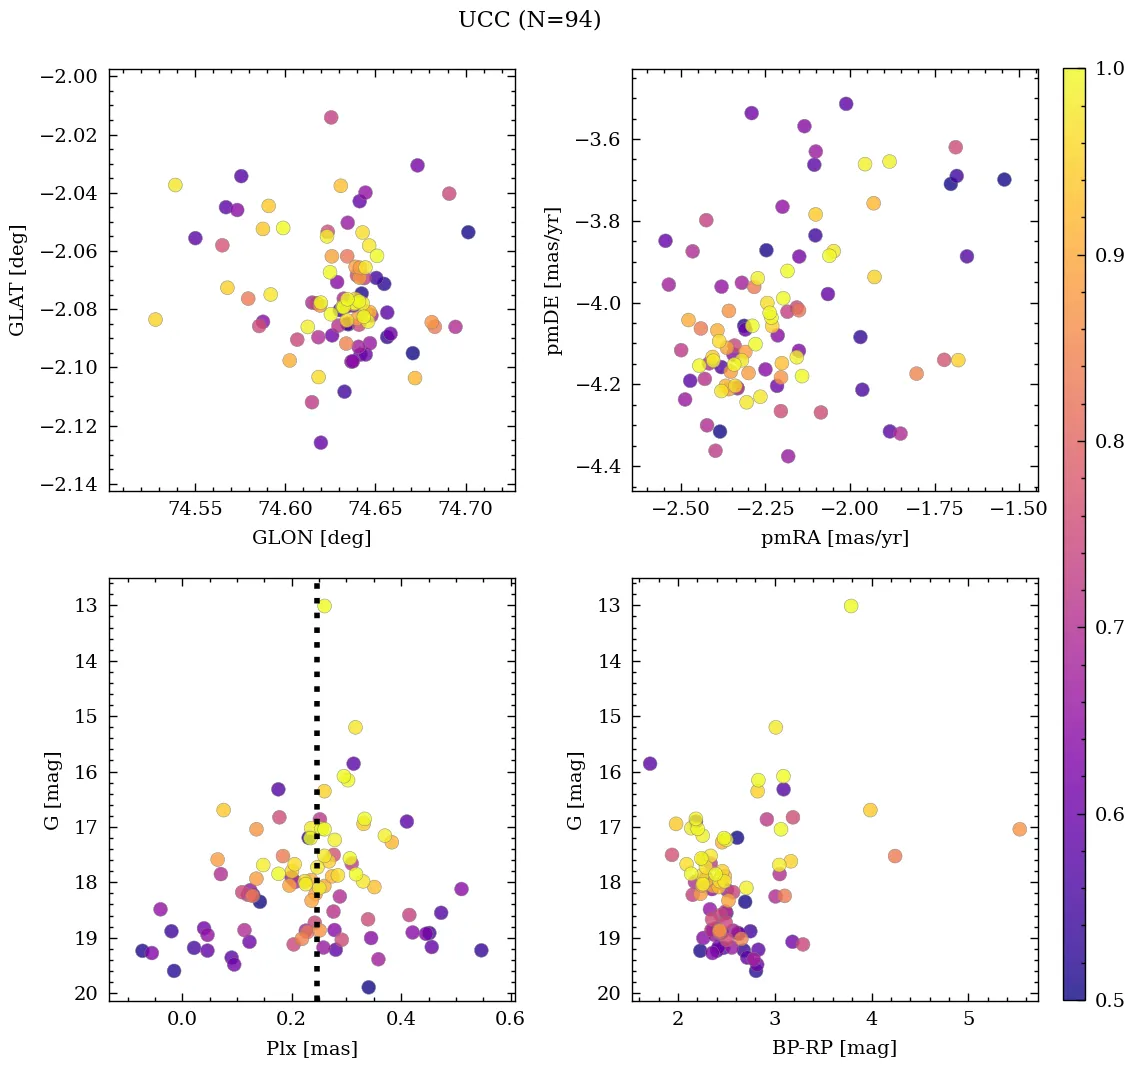 UCC (N=94)
−2.00
−2.02
−2.04
−2.06
−2.08
−2.10
−2.12
−2.14
GLAT [deg]
74.55 74.60 74.65 74.70
GLON [deg]
−3.6
−3.8
−4.0
−4.2
−4.4
pmDE [mas/yr]
−2.50 −2.25 −2.00 −1.75 −1.50
pmRA [mas/yr]
13
14
15
16
17
18
19
20
G [mag]
0.0 0.2 0.4 0.6
Plx [mas]
13
14
15
16
17
18
19
20
G [mag]
2 3 4 5
BP-RP [mag]
1.0
0.9
0.8
0.7
0.6
0.5